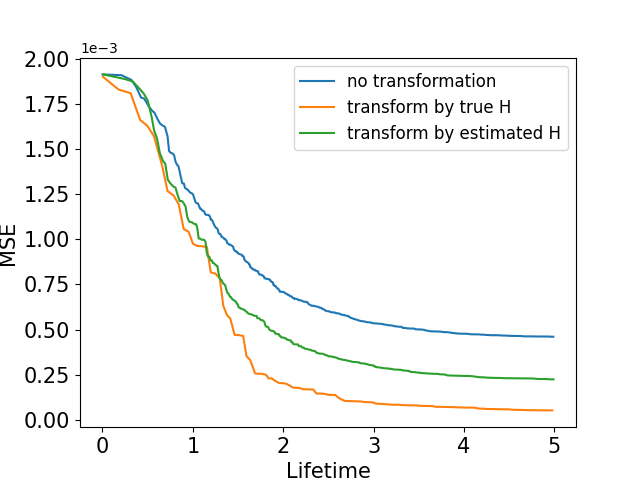 1e−3
2.00
1.75
1.50
1.25
1.00
0.75
0.50
0.25
0.00
MSE
no transformation
transform by true H
transform by estimated H
0 1 2 3 4 5
Lifetime